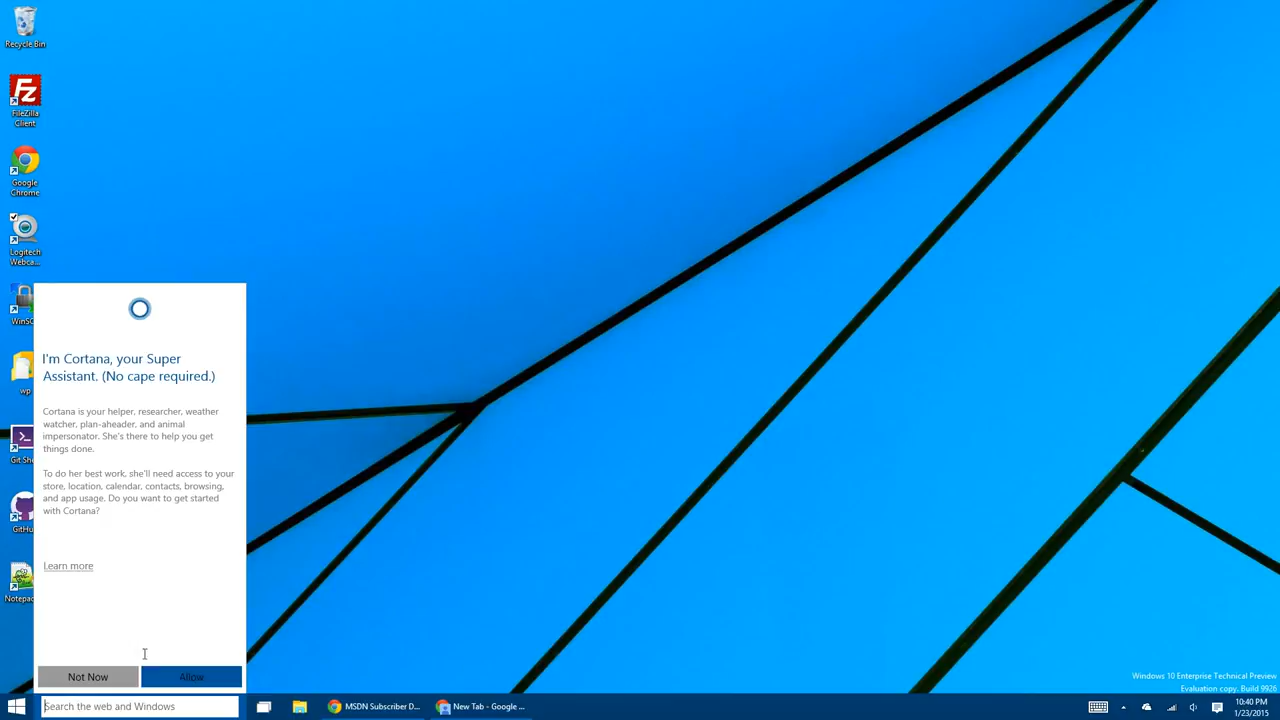 Recycle Bin
FileZilla
Client
Google
Chrome
Logitech
Webca...
WinSC
wp
Git She
GitHu
Notepa
I'm Cortana, your Super
Assistant. (No cape required.)
Cortana is your helper, researcher, weather
watcher, plan-aheader, and animal
impersonator. She's there to help you get
things done.
To do her best work, she'll need access to your
store, location, calendar, contacts, browsing,
and app usage. Do you want to get started
with Cortana?
Learn more
Not Now
Allow
Search the web and Windows
MSDN Subscriber D...
New Tab - Google ...
Windows 10 Enterprise Technical Preview
Evaluation copy. Build 9926
10:40 PM
1/23/2015